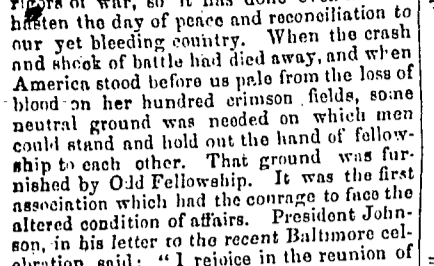 of war, so it has done
hasten the day of peace and reconciliation to
our yet bleeding country. When the crash
and shock of battle had died away, and when
America stood before us pale from the loss of
blood on her hundred crimson fields, some
neutral ground was needed on which men
could stand and hold out the hand of fellow-
ship to each other. That ground was fur-
nished by Odd Fellowship. It was the first
association which had the courage to face the
altered condition of affairs. President John-
son, in his letter to the recent Baltimore cel-
ebration, said: "I rejoice in the reunion of